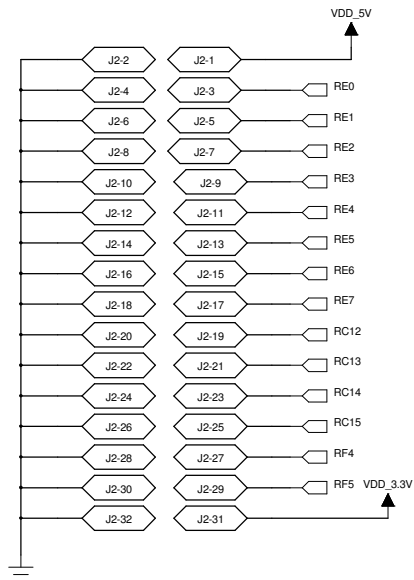 VDD_5V
J2-2 J2-1
J2-4 J2-3 RE0
J2-6 J2-5 RE1
J2-8 J2-7 RE2
J2-10 J2-9 RE3
J2-12 J2-11 RE4
J2-14 J2-13 RE5
J2-16 J2-15 RE6
J2-18 J2-17 RE7
J2-20 J2-19 RC12
J2-22 J2-21 RC13
J2-24 J2-23 RC14
J2-26 J2-25 RC15
J2-28 J2-27 RF4
J2-30 J2-29 RF5 VDD_3.3V
J2-32 J2-31